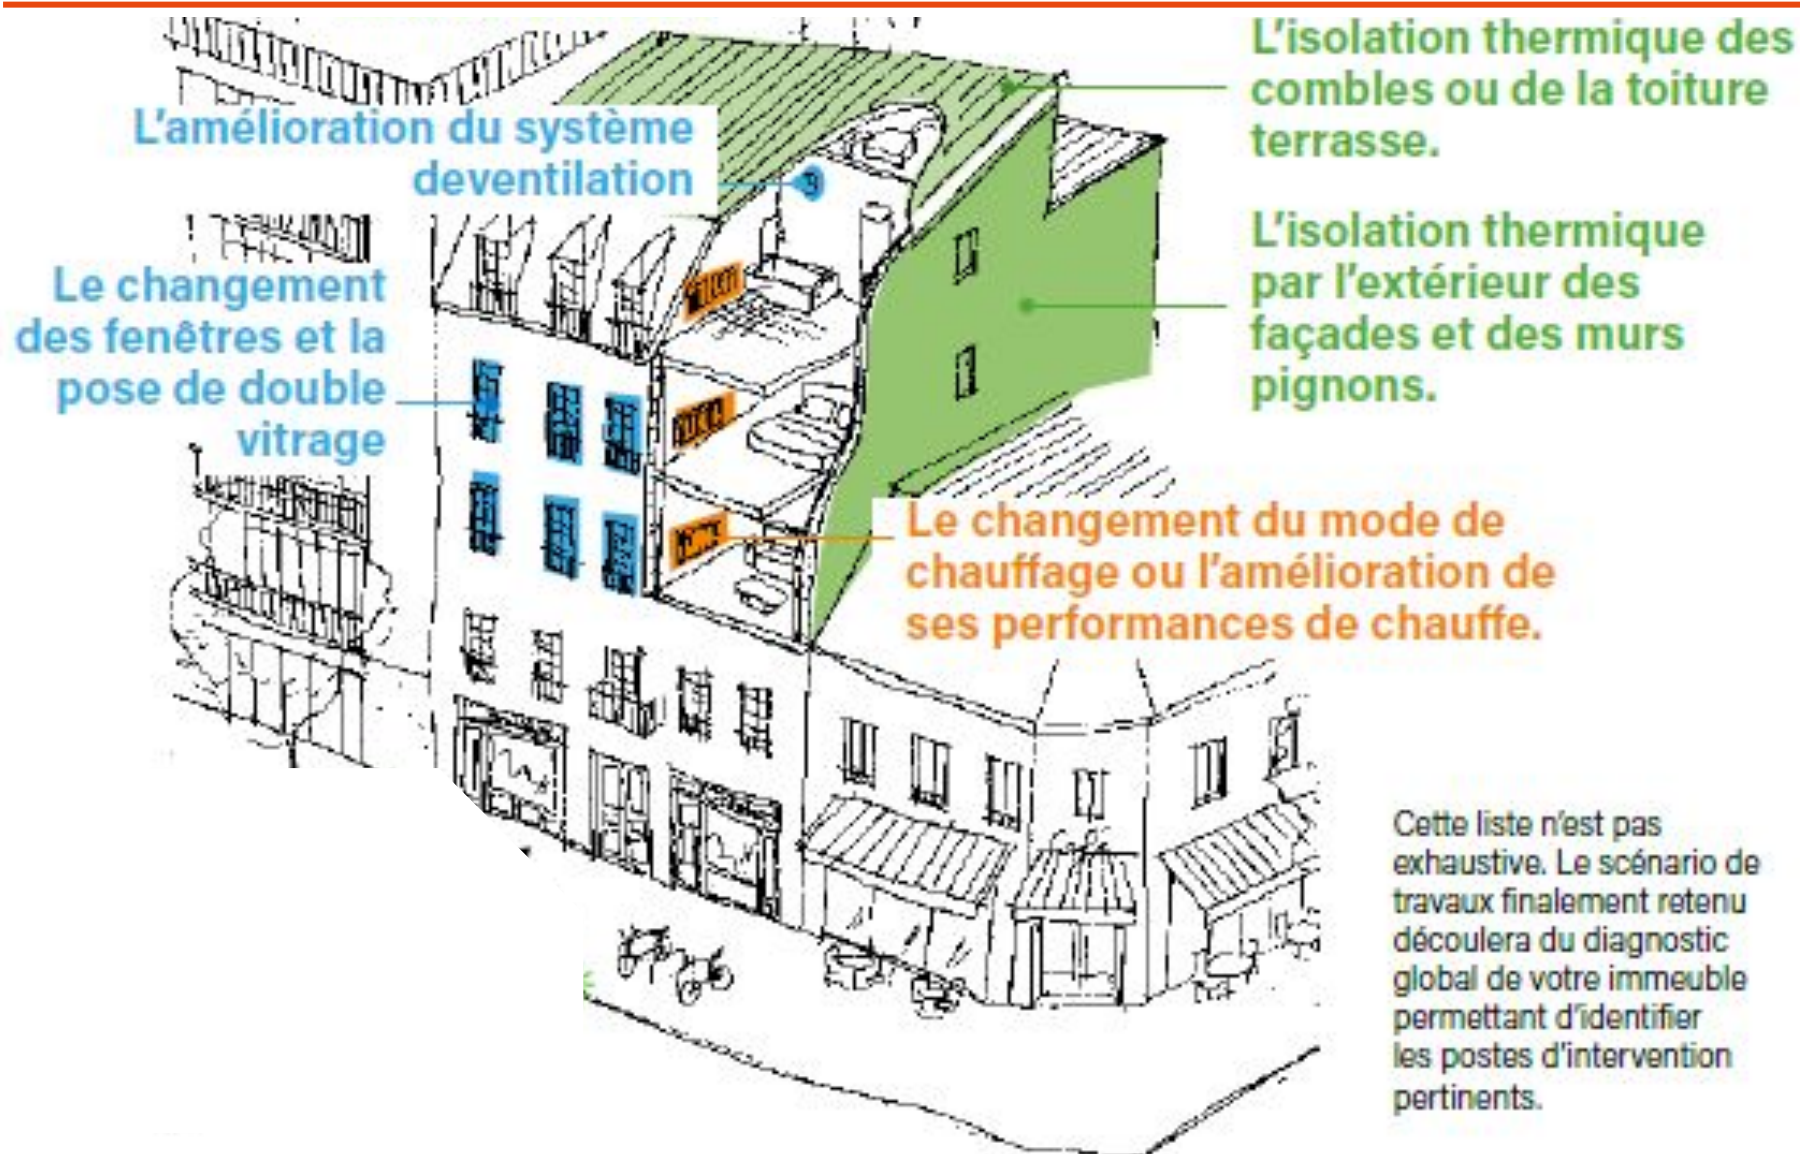 L'isolation thermique des
combles ou de la toiture
terrasse.
L'amélioration du système
deventilation
L'isolation thermique
par l'extérieur des
façades et des murs
pignons.
Le changement
des fenêtres et la
pose de double
vitrage
Le changement du mode de
chauffage ou l'amélioration de
ses performances de chauffe.
Cette liste n'est pas
exhaustive. Le scénario de
travaux finalement retenu
découlera du diagnostic
global de votre immeuble
permettant d'identifier
les postes d'intervention
pertinents.